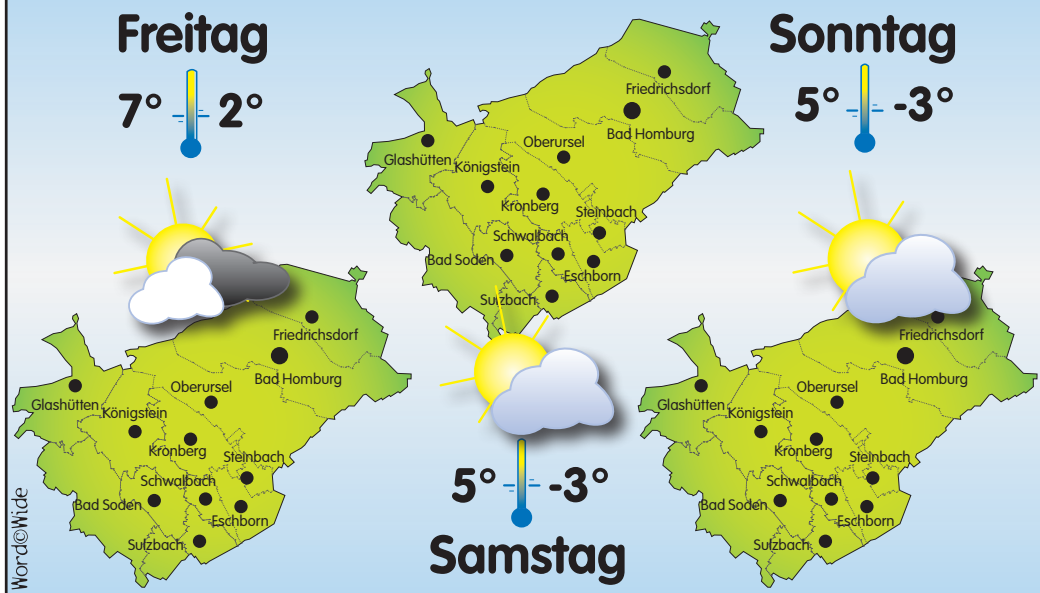 Freitag
7° 2°
Friedrichsdorf
Bad Homburg
Oberursel
Glashütten
Königstein
Kronberg
Steinbach
Schwalbach
Bad Soden
Eschborn
Sulzbach
Friedrichsdorf
Bad Homburg
Oberursel
Glashütten
Königstein
Kronberg
Steinbach
Schwalbach
Bad Soden
Eschborn
Sulzbach
5° -3°
Samstag
Sonntag
5° -3°
Friedrichsdorf
Bad Homburg
Oberursel
Glashütten
Königstein
Kronberg
Steinbach
Schwalbach
Bad Soden
Eschborn
Sulzbach
Word©Wi.de